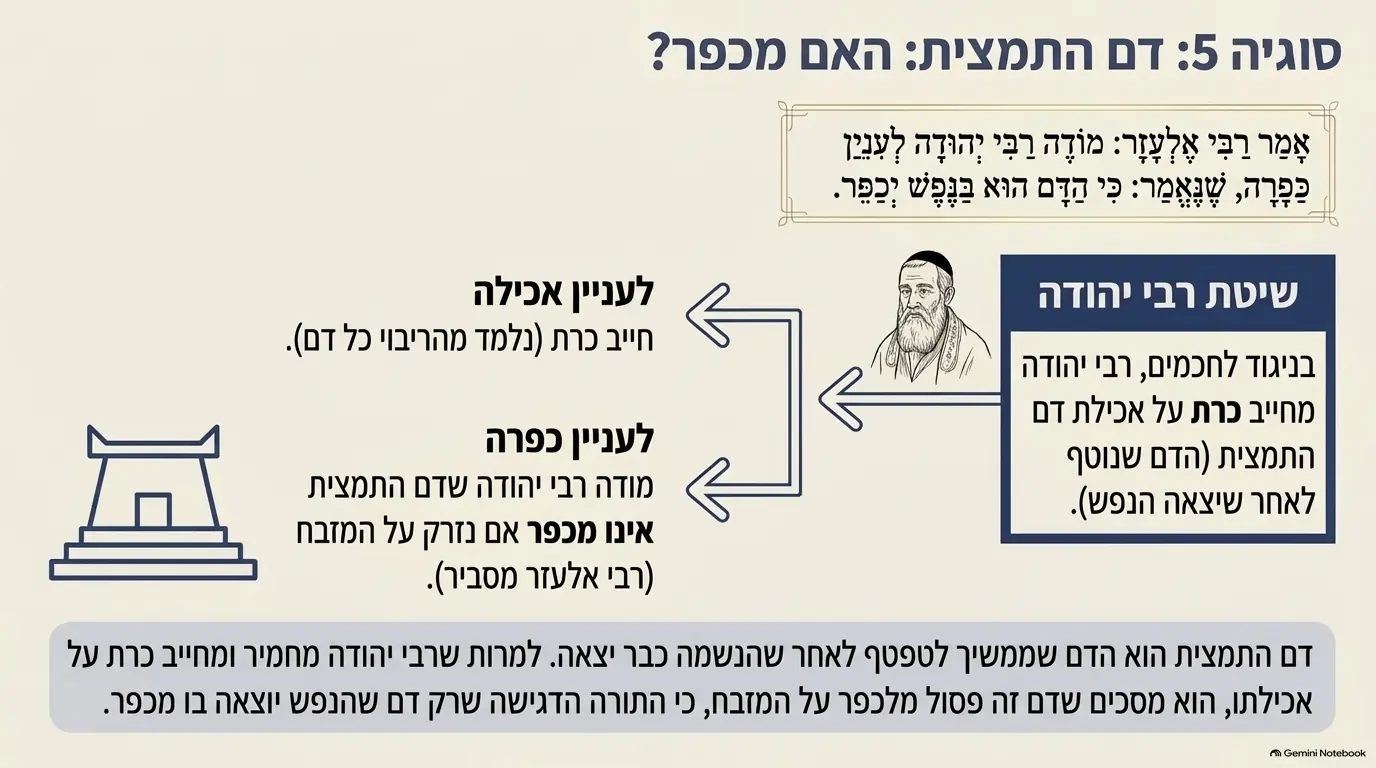 סוגיה 5: דם התמצית: האם מכפר?
אָמַר רַבִּי אֶלְעָזָר: מוֹדֶה רַבִּי יְהוּדָה לְעִנְיַן
כַּפָּרָה, שֶׁנֶּאֱמַר: כִּי הַדָּם הוּא בַּנֶּפֶשׁ יְכַפֵּר.
שיטת רבי יהודה
בניגוד לחכמים, רבי יהודה
מחייב כרת על אכילת דם
התמצית (הדם שנוטף
לאחר שיצאה הנפש).
לעניין אכילה
חייב כרת (נלמד מהריבוי כל דם).
לעניין כפרה
מודה רבי יהודה שדם התמצית
אינו מכפר אם נזרק על המזבח
(רבי אלעזר מסביר).
דם התמצית הוא הדם שממשיך לטפטף לאחר שהנשמה כבר יצאה. למרות שרבי יהודה מחמיר ומחייב כרת על
אכילתו, הוא מסכים שדם זה פסול מלכפר על המזבח, כי התורה הדגישה שרק דם שהנפש יוצאה בו מכפר.
Gemini Notebook